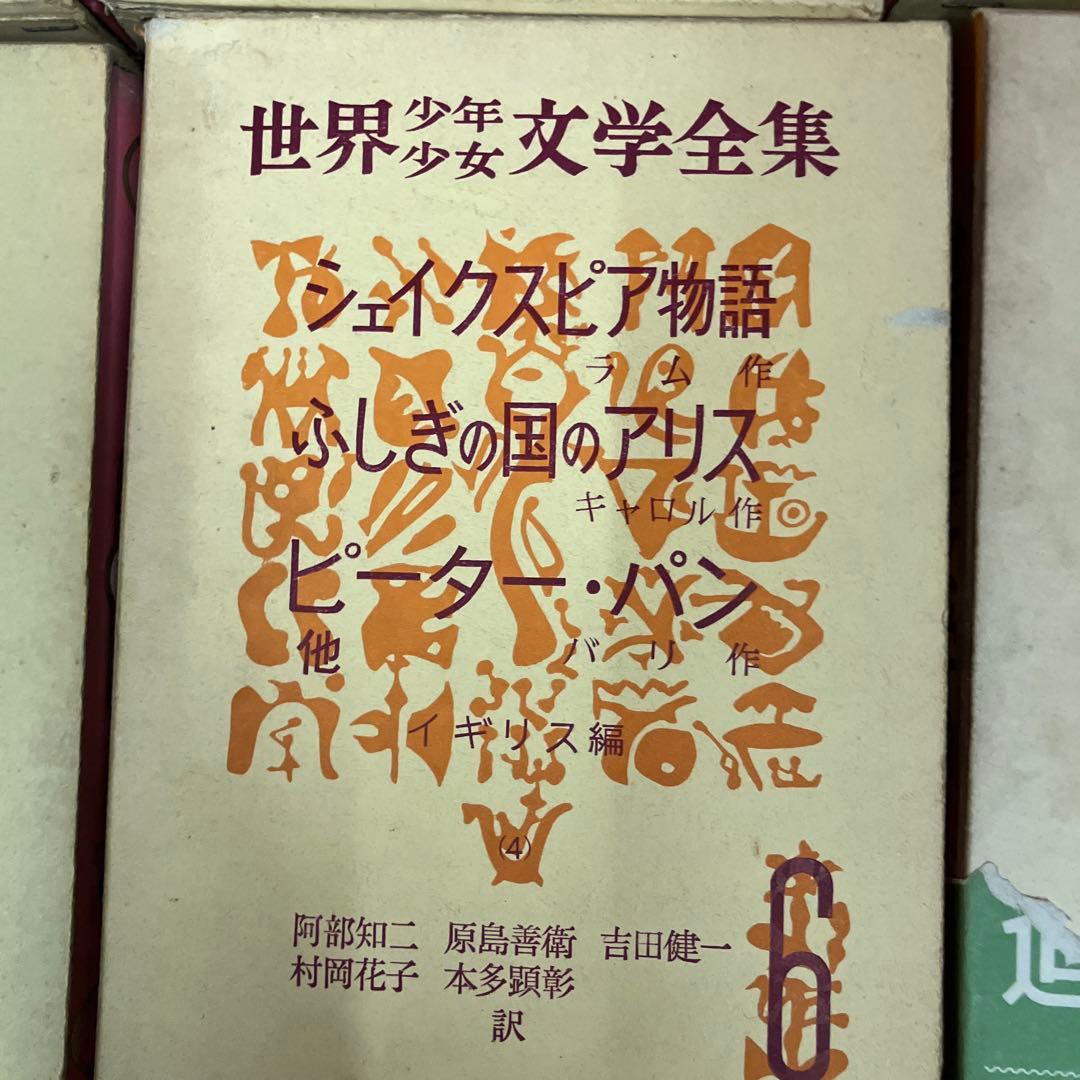 世界少年少女文学全集
シェイクスピア物語
ラム作
ふしぎの国のアリス
キャロル作
ピーター・パン
他 バリ作
イギリス編
(4)
6
阿部知二 原島善衛 吉田健一
村岡花子 本多顕彰
訳